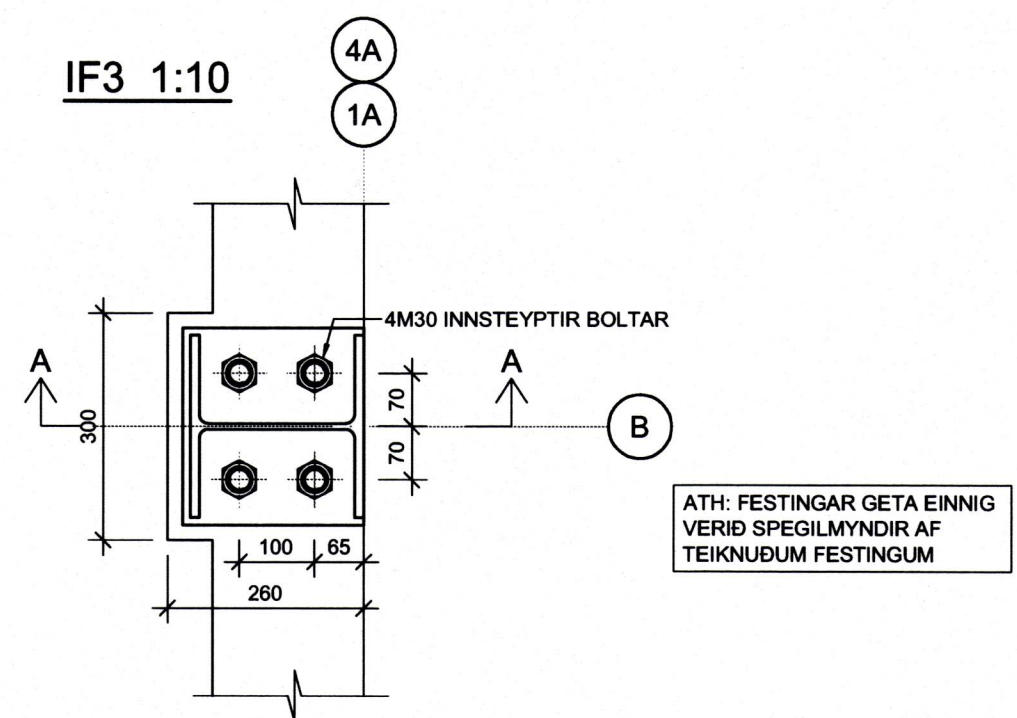 IF3 1:10
4A
1A
4M30 INNSTEYPTIR BOLTAR
A
A
300
70
70
B
100
65
260
ATH: FESTINGAR GETA EINNIG
VERIÐ SPEGILMYNDIR AF
TEIKNUÐUM FESTINGUM